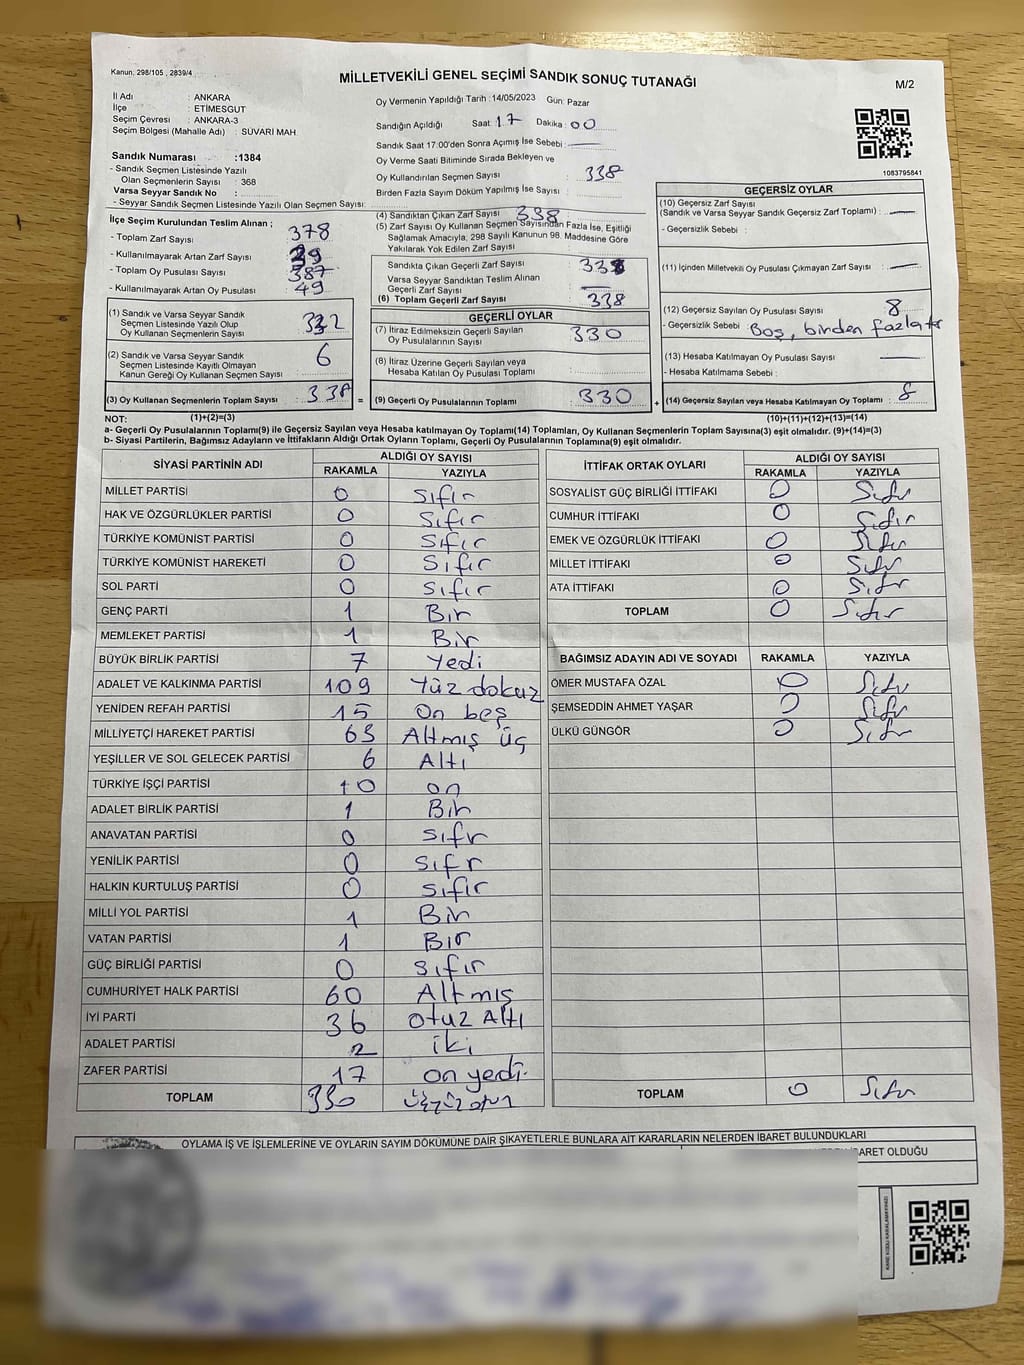 Kanun: 298/105 , 2839/4
MİLLETVEKİLİ GENEL SEÇİMİ SANDIK SONUÇ TUTANAĞI
M/2
İl Adı : ANKARA
İlçe : ETİMESGUT
Seçim Çevresi : ANKARA-3
Seçim Bölgesi (Mahalle Adı) : SÜVARİ MAH
Sandık Numarası :1384
- Sandık Seçmen Listesinde Yazılı
Olan Seçmenlerin Sayısı : 368
Varsa Seyyar Sandık No :
- Seyyar Sandık Seçmen Listesinde Yazılı Olan Seçmen Sayısı:
Oy Vermenin Yapıldığı Tarih :14/05/2023 Gün: Pazar
Sandığın Açıldığı Saat :17 Dakika:00
Sandık Saat 17:00'den Sonra Açımış İse Sebebi: —
Oy Verme Saati Bitiminde Sırada Bekleyen ve
Oy Kullandırılan Seçmen Sayısı : 338
Birden Fazla Sayım Döküm Yapılmış İse Sayısı :
1083795841
İlçe Seçim Kurulundan Teslim Alınan ;
- Toplam Zarf Sayısı : 378
- Kullanılmayarak Artan Zarf Sayısı :
- Toplam Oy Pusulası Sayısı : 387
- Kullanılmayarak Artan Oy Pusulası : 49
(1) Sandık ve Varsa Seyyar Sandık
Seçmen Listesinde Yazılı Olup
Oy Kullanan Seçmenlerin Sayısı : 332
(2) Sandık ve Varsa Seyyar Sandık
Seçmen Listesinde Kayıtlı Olmayan
Kanun Gereği Oy Kullanan Seçmen Sayısı : 6
(3) Oy Kullanan Seçmenlerin Toplam Sayısı : 338 =
(4) Sandıktan Çıkan Zarf Sayısı : 338
(5) Zarf Sayısı Oy Kullanan Seçmen Sayısından Fazla İse, Eşitliği
Sağlamak Amacıyla; 298 Sayılı Kanunun 98. Maddesine Göre
Yakılarak Yok Edilen Zarf Sayısı
Sandıkta Çıkan Geçerli Zarf Sayısı : 338
Varsa Seyyar Sandıktan Teslim Alınan
Geçerli Zarf Sayısı : —
(6) Toplam Geçerli Zarf Sayısı : 338
GEÇERLİ OYLAR
(7) İtiraz Edilmeksizin Geçerli Sayılan
Oy Pusulalarının Sayısı : 330
(8) İtiraz Üzerine Geçerli Sayılan veya
Hesaba Katılan Oy Pusulası Toplamı :
(9) Geçerli Oy Pusulalarının Toplamı : 330 +
GEÇERSİZ OYLAR
(10) Geçersiz Zarf Sayısı
(Sandık ve Varsa Seyyar Sandık Geçersiz Zarf Toplamı) : —
- Geçersizlik Sebebi :
(11) İçinden Milletvekili Oy Pusulası Çıkmayan Zarf Sayısı : —
(12) Geçersiz Sayılan Oy Pusulası Sayısı : 8
- Geçersizlik Sebebi : Boş, birden fazla
(13) Hesaba Katılmayan Oy Pusulası Sayısı : —
- Hesaba Katılmama Sebebi :
(14) Geçersiz Sayılan veya Hesaba Katılmayan Oy Toplamı : 8
NOT: (1)+(2)=(3) (10)+(11)+(12)+(13)=(14)
a- Geçerli Oy Pusulalarının Toplamı(9) ile Geçersiz Sayılan veya Hesaba katılmayan Oy Toplamı(14) Toplamları, Oy Kullanan Seçmenlerin Toplam Sayısına(3) eşit olmalıdır. (9)+(14)=(3)
b- Siyasi Partilerin, Bağımsız Adayların ve İttifakların Aldığı Ortak Oyların Toplamı, Geçerli Oy Pusulalarının Toplamına(9) eşit olmalıdır.
SİYASİ PARTİNİN ADI ALDIĞI OY SAYISI
RAKAMLA YAZIYLA
MİLLET PARTİSİ 0 Sıfır
HAK VE ÖZGÜRLÜKLER PARTİSİ 0 Sıfır
TÜRKİYE KOMÜNİST PARTİSİ 0 Sıfır
TÜRKİYE KOMÜNİST HAREKETİ 0 Sıfır
SOL PARTİ 0 Sıfır
GENÇ PARTİ 1 Bir
MEMLEKET PARTİSİ 1 Bir
BÜYÜK BİRLİK PARTİSİ 7 Yedi
ADALET VE KALKINMA PARTİSİ 109 Yüz dokuz
YENİDEN REFAH PARTİSİ 15 On beş
MİLLİYETÇİ HAREKET PARTİSİ 63 Altmış üç
YEŞİLLER VE SOL GELECEK PARTİSİ 6 Altı
TÜRKİYE İŞÇİ PARTİSİ 10 on
ADALET BİRLİK PARTİSİ 1 Bir
ANAVATAN PARTİSİ 0 Sıfır
YENİLİK PARTİSİ 0 Sıfır
HALKIN KURTULUŞ PARTİSİ 0 Sıfır
MİLLİ YOL PARTİSİ 1 Bir
VATAN PARTİSİ 1 Bır
GÜÇ BİRLİĞİ PARTİSİ 0 Sıfır
CUMHURİYET HALK PARTİSİ 60 Altmış
İYİ PARTİ 36 otuz Altı
ADALET PARTİSİ 2 iki
ZAFER PARTİSİ 17 on yedi
TOPLAM 330 üçyüz otuz
İTTİFAK ORTAK OYLARI ALDIĞI OY SAYISI
RAKAMLA YAZIYLA
SOSYALİST GÜÇ BİRLİĞİ İTTİFAKI 0 Sıfır
CUMHUR İTTİFAKI 0 Sıfır
EMEK VE ÖZGÜRLÜK İTTİFAKI 0 Sıfır
MİLLET İTTİFAKI 0 Sıfır
ATA İTTİFAKI 0 Sıfır
TOPLAM 0 Sıfır
BAĞIMSIZ ADAYIN ADI VE SOYADI RAKAMLA YAZIYLA
ÖMER MUSTAFA ÖZAL 0 Sıfır
ŞEMSEDDİN AHMET YAŞAR 0 Sıfır
ÜLKÜ GÜNGÖR 0 Sıfır
TOPLAM 0 Sıfır
OYLAMA İŞ VE İŞLEMLERİNE VE OYLARIN SAYIM DÖKÜMÜNE DAİR ŞİKAYETLERLE BUNLARA AİT KARARLARIN NELERDEN İBARET BULUNDUKLARI
İBARET OLDUĞU